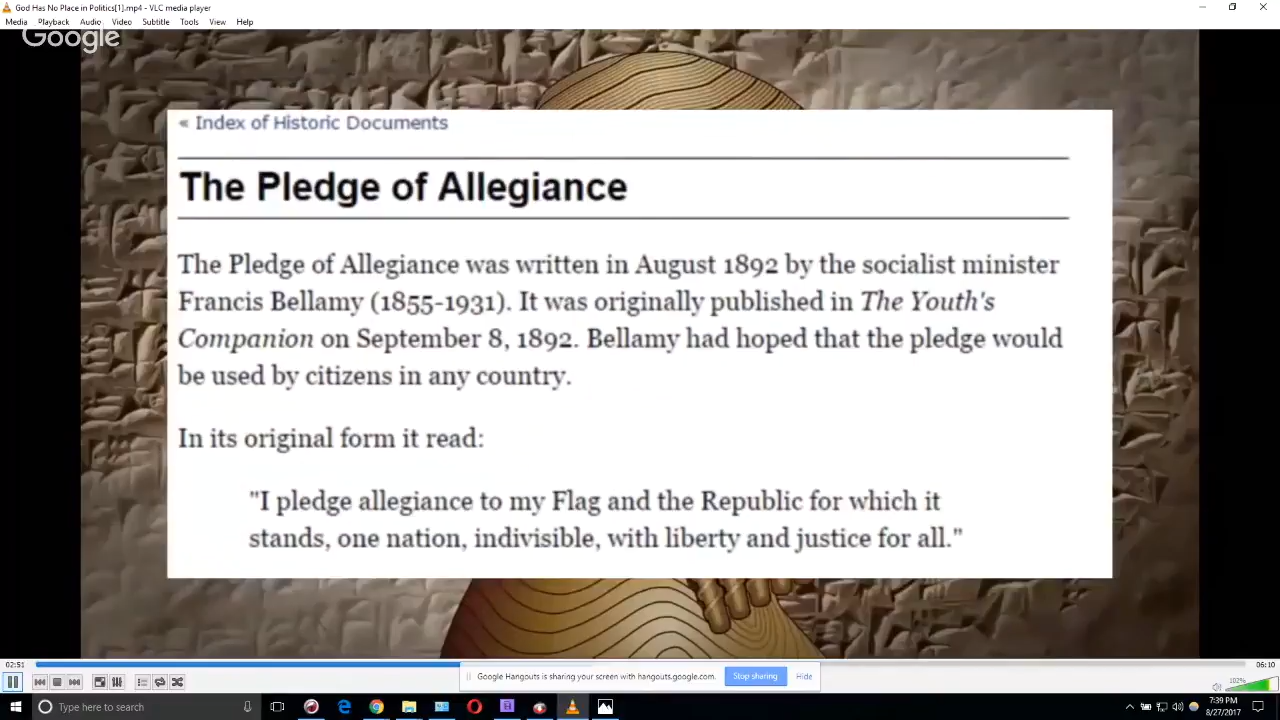 God Has No Place in Politics[1].mp4 - VLC media player
Media Playback Audio Video Subtitle Tools View Help
Google
« Index of Historic Documents
The Pledge of Allegiance
The Pledge of Allegiance was written in August 1892 by the socialist minister
Francis Bellamy (1855-1931). It was originally published in The Youth's
Companion on September 8, 1892. Bellamy had hoped that the pledge would
be used by citizens in any country.
In its original form it read:
"I pledge allegiance to my Flag and the Republic for which it
stands, one nation, indivisible, with liberty and justice for all."
02:51 06:10
Google Hangouts is sharing your screen with hangouts.google.com. Stop sharing Hide
102%
Type here to search
7:39 PM
8/27/2017